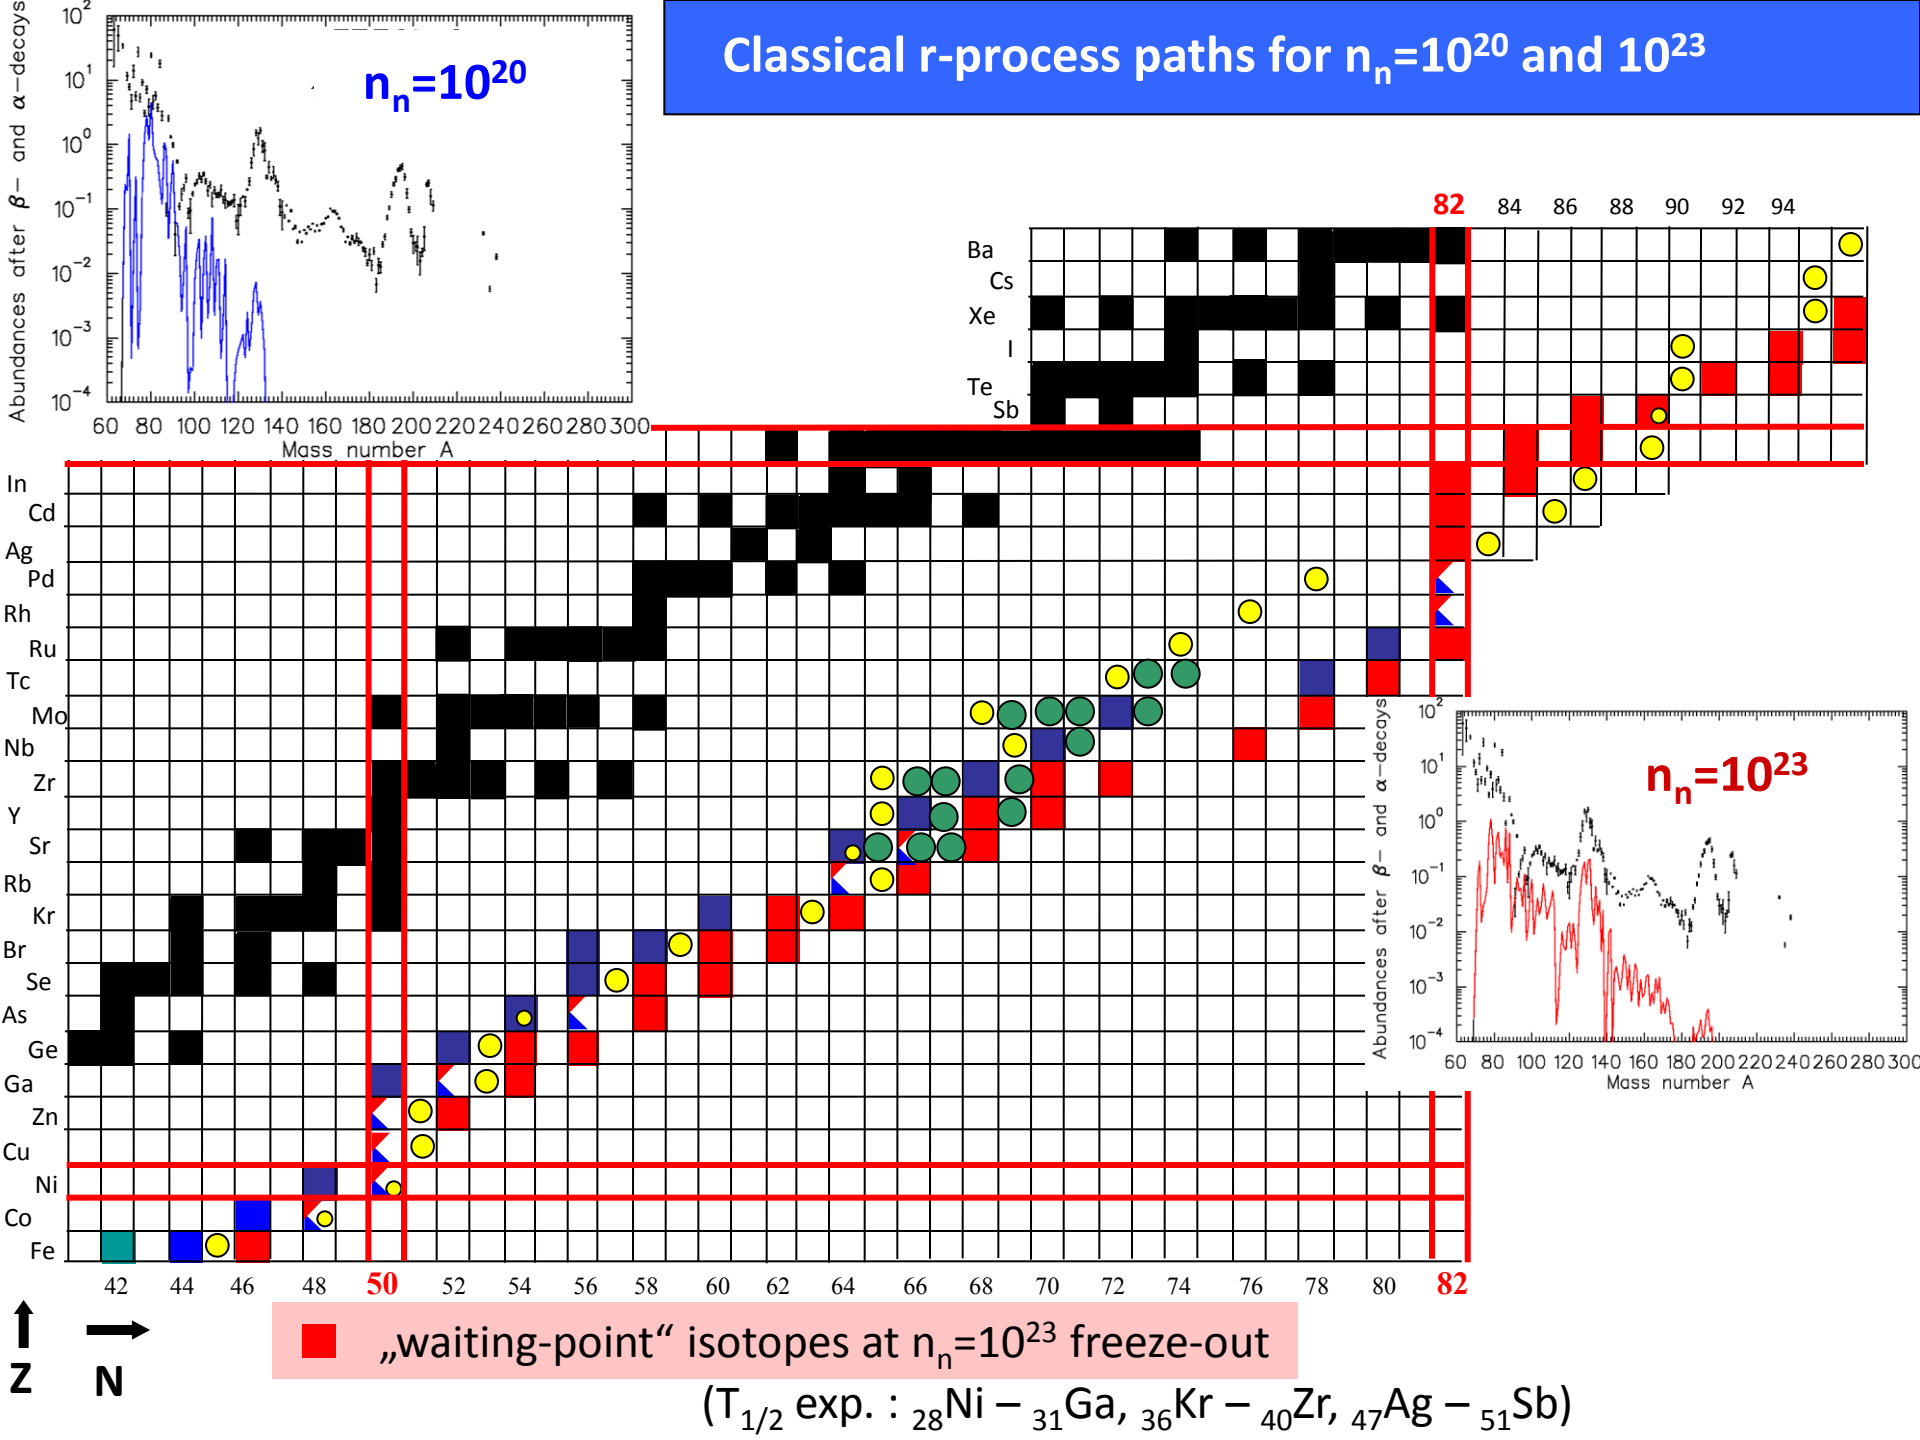 Classical r-process paths for nn=10^20 and 10^23
10^2
10^1
10^0
10^-1
10^-2
10^-3
10^-4
Abundances after β− and α−decays
nn=10^20
60 80 100 120 140 160 180 200 220 240 260 280 300
Mass number A
82 84 86 88 90 92 94
Ba
Cs
Xe
I
Te
Sb
In
Cd
Ag
Pd
Rh
Ru
Tc
Mo
Nb
Zr
Y
Sr
Rb
Kr
Br
Se
As
Ge
Ga
Zn
Cu
Ni
Co
Fe
10^2
10^1
10^0
10^-1
10^-2
10^-3
10^-4
Abundances after β− and α−decays
nn=10^23
60 80 100 120 140 160 180 200 220 240 260 280 300
Mass number A
42 44 46 48 50 52 54 56 58 60 62 64 66 68 70 72 74 76 78 80 82
Z
N
„waiting-point“ isotopes at nn=10^23 freeze-out
(T1/2 exp. : 28Ni – 31Ga, 36Kr – 40Zr, 47Ag – 51Sb)